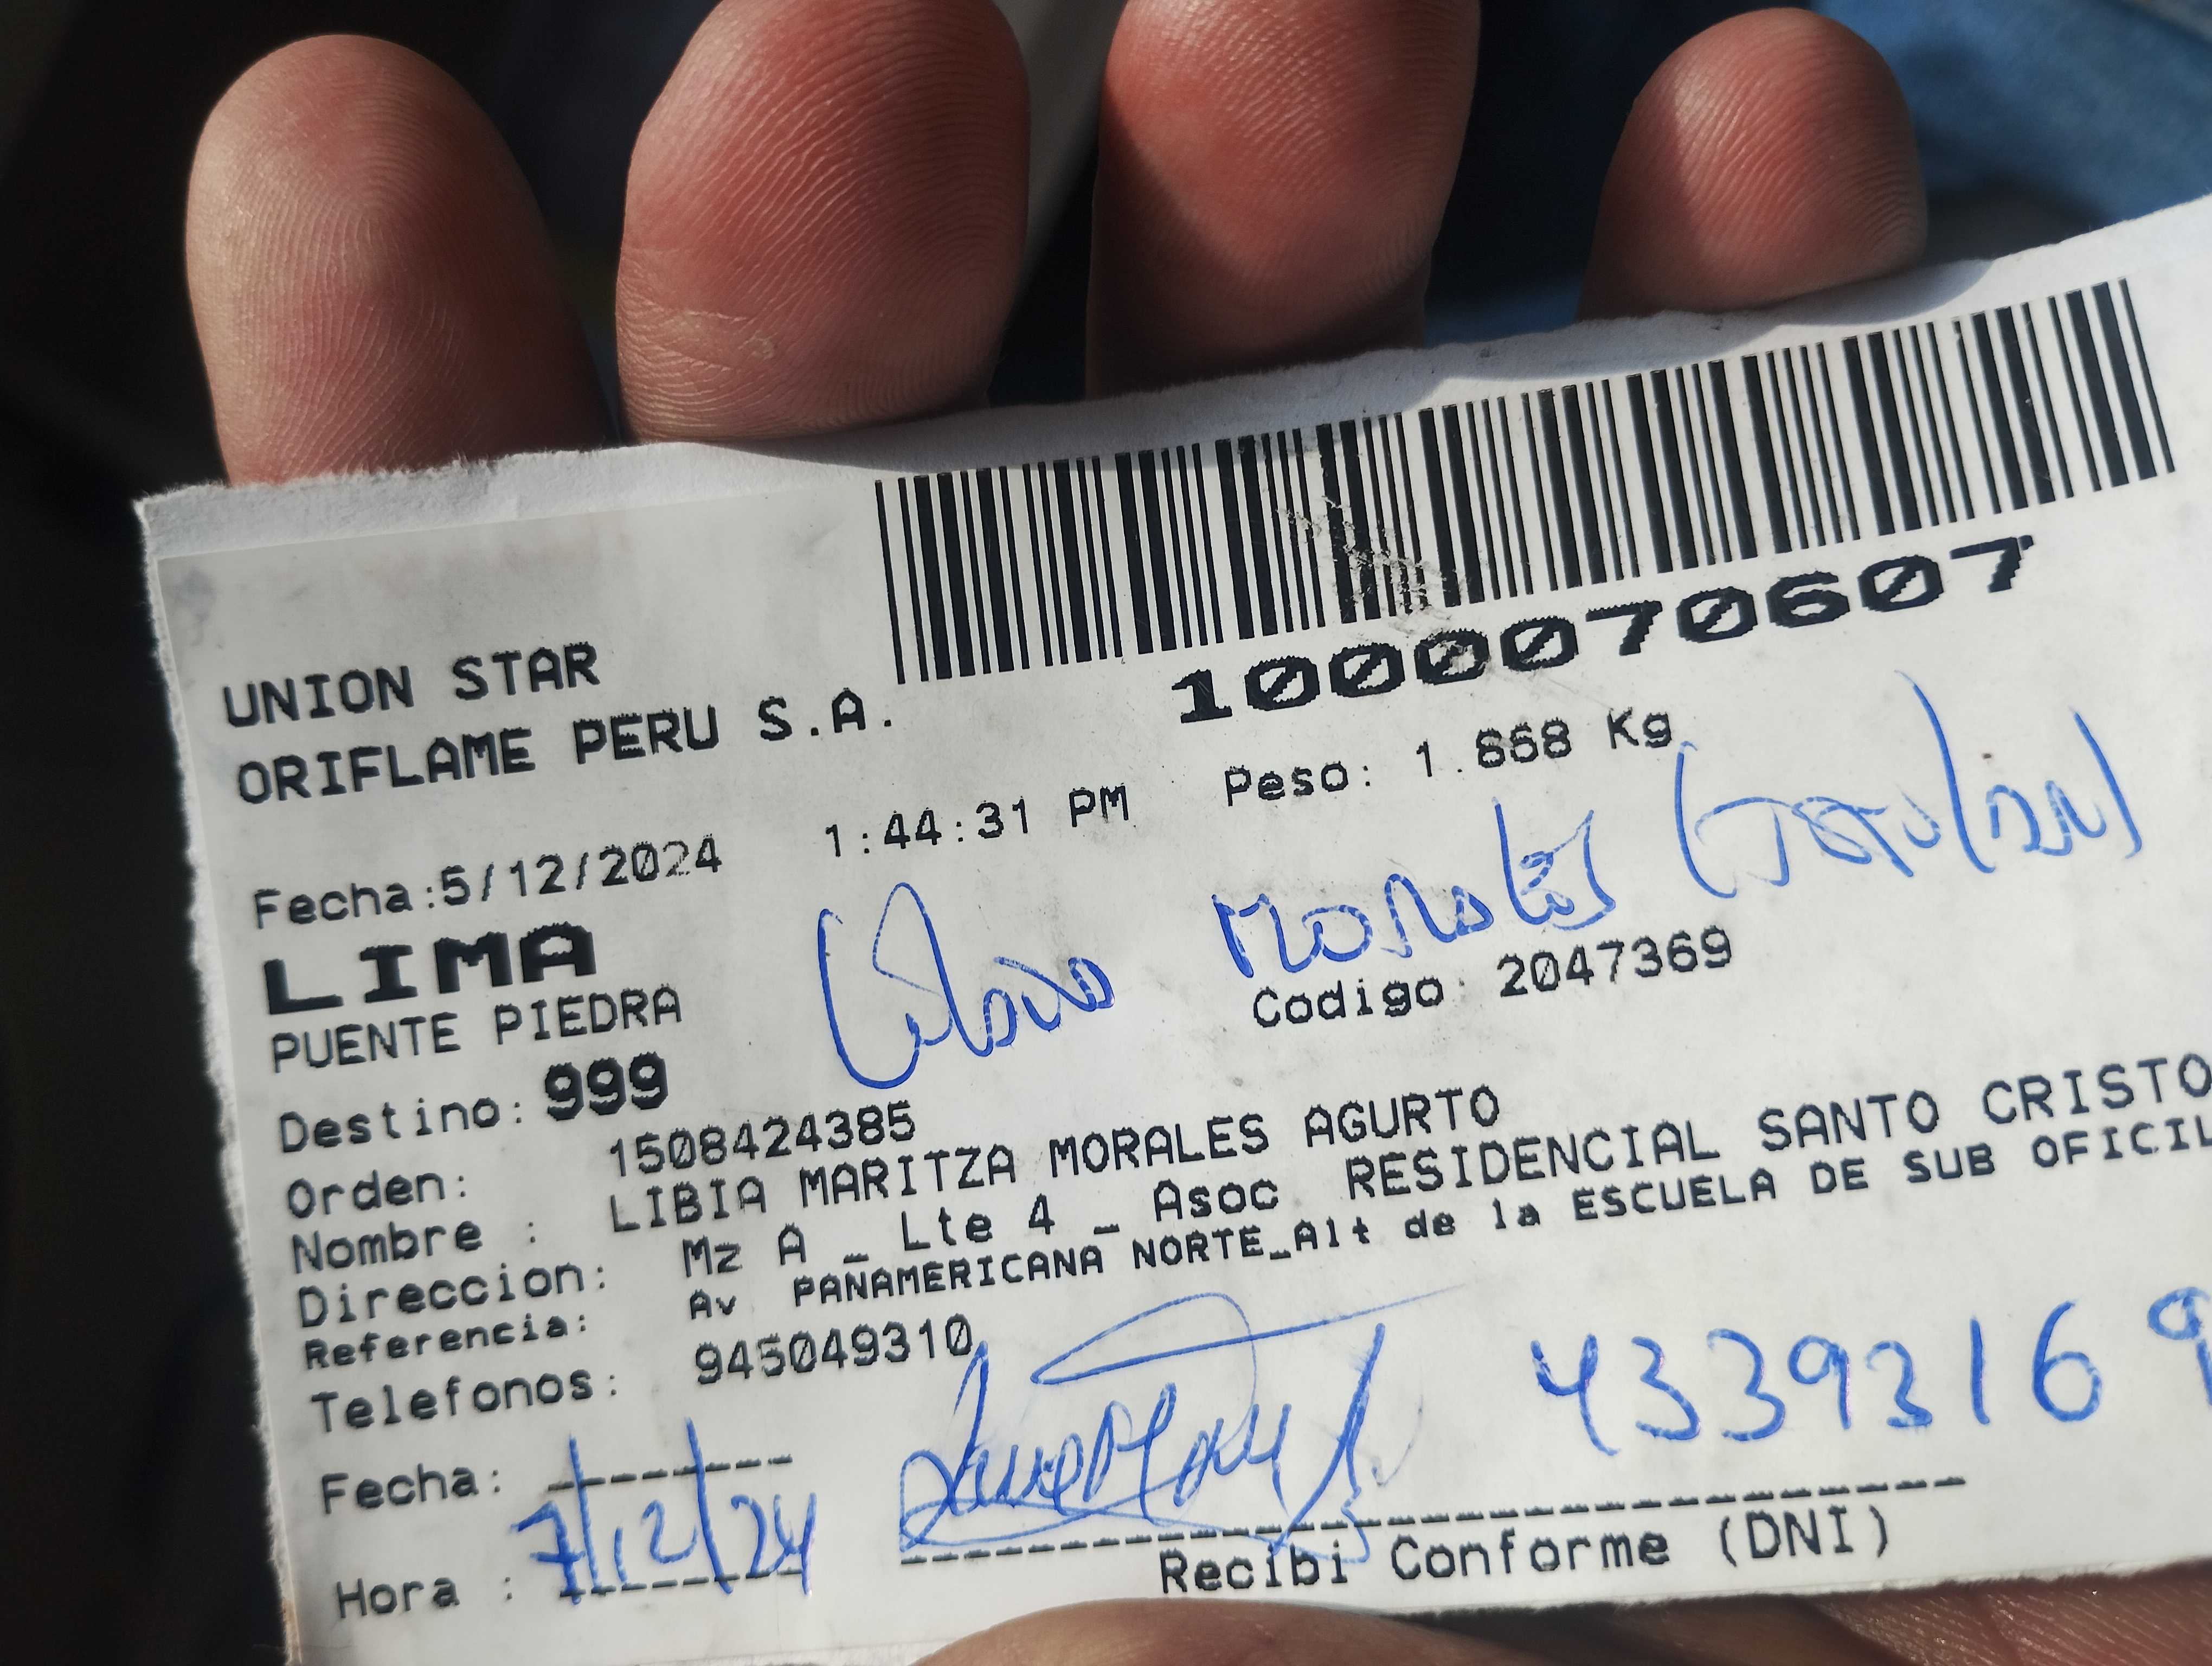 1000070607
UNION STAR
ORIFLAME PERU S.A.
Fecha:5/12/2024 1:44:31 PM Peso: 1.868 Kg
LIMA
PUENTE PIEDRA
Morales
Codigo: 2047369
Destino: 999
Orden: 1508424385
Nombre : LIBIA MARITZA MORALES AGURTO
Direccion: Mz A _ Lte 4 _ Asoc RESIDENCIAL SANTO CRISTO
Referencia: Av PANAMERICANA NORTE_Alt de la ESCUELA DE SUB OFICIL
Telefonos: 945049310
Fecha:
43393169
7/12/24
Hora :
Recibi Conforme (DNI)